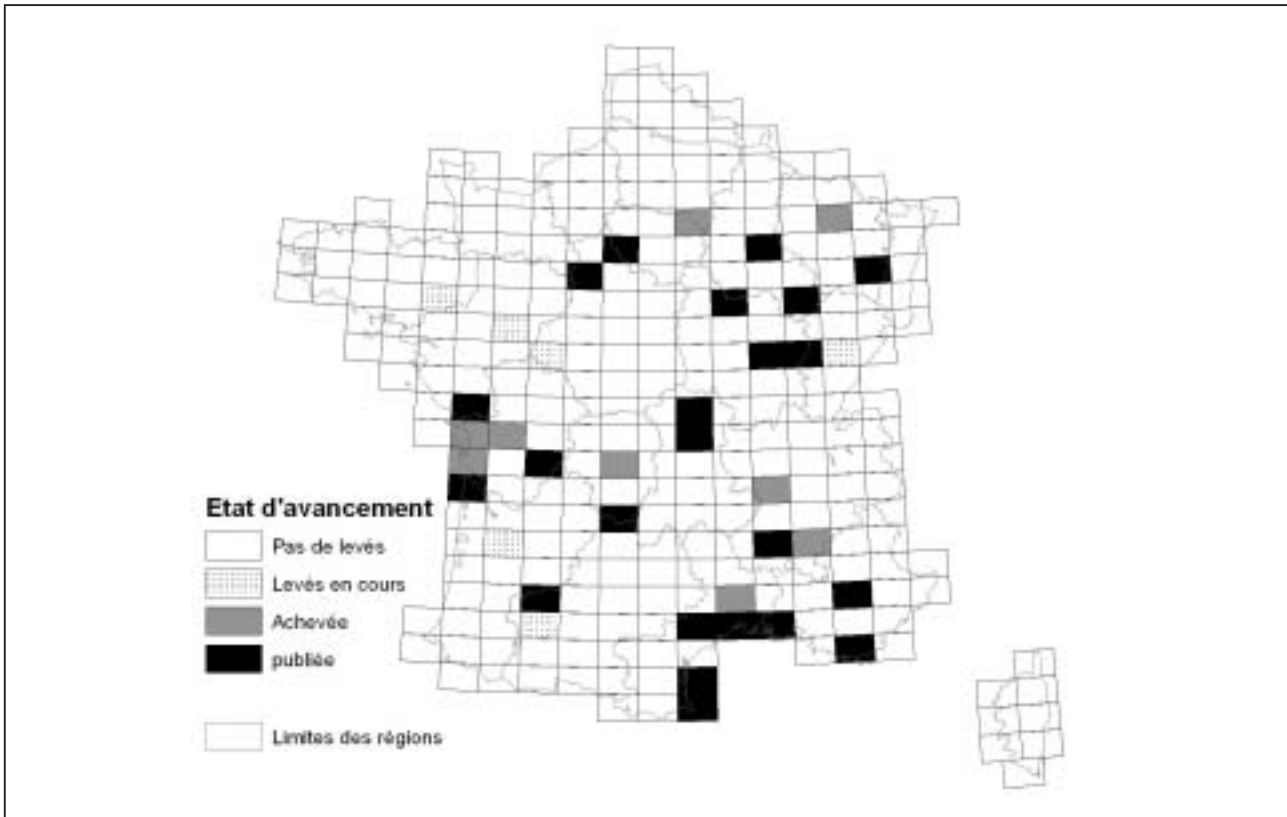 Etat d'avancement
Pas de levés
Levés en cours
Achevée
publiée
Limites des régions